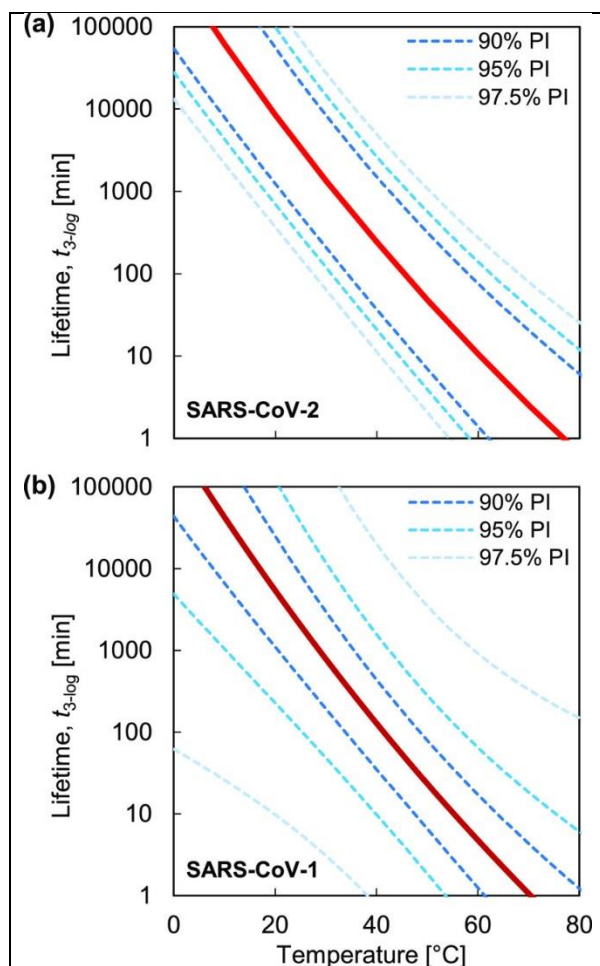 (a)
100000
10000
1000
100
10
1
Lifetime, t3-log [min]
90% PI
95% PI
97.5% PI
SARS-CoV-2
(b)
100000
10000
1000
100
10
1
Lifetime, t3-log [min]
90% PI
95% PI
97.5% PI
SARS-CoV-1
0 20 40 60 80
Temperature [°C]